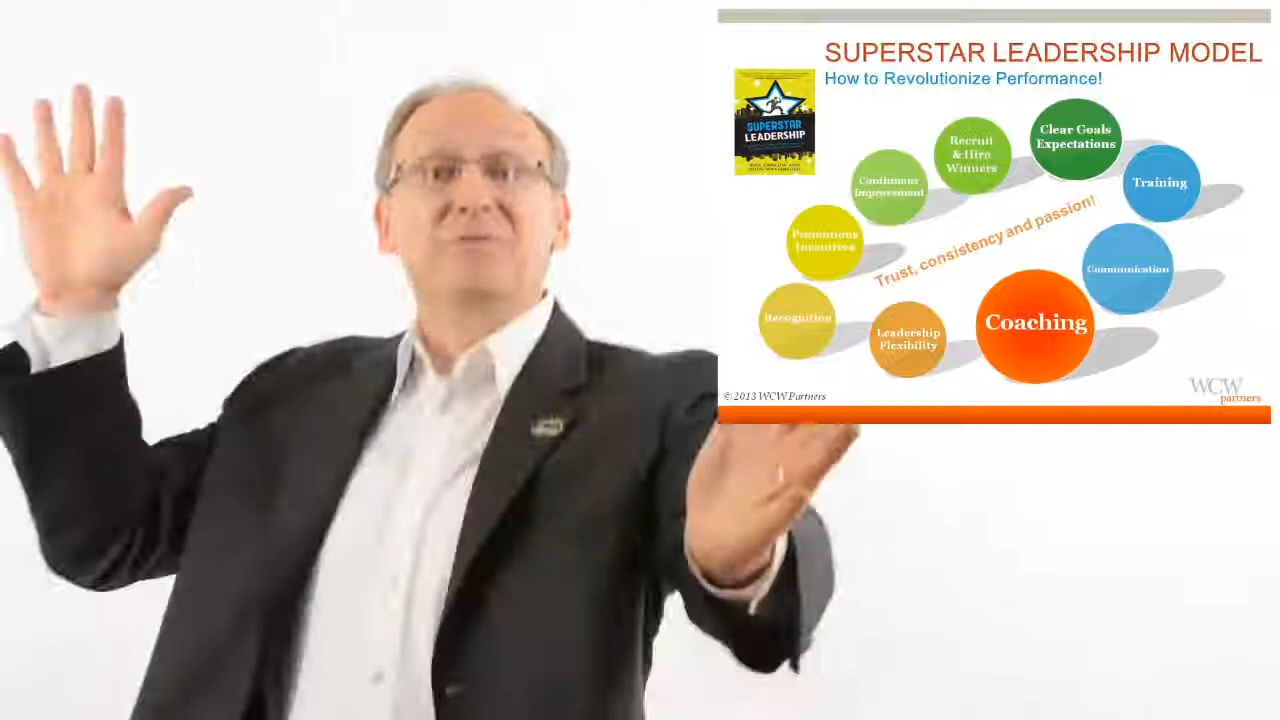 SUPERSTAR LEADERSHIP MODEL
How to Revolutionize Performance!
SUPERSTAR
LEADERSHIP
Clear Goals
Expectations
Recruit
& Hire
Winners
Continuous
Improvement
Training
Promotions
Incentives
Trust, consistency and passion!
Communication
Recognition
Leadership
Flexibility
Coaching
© 2013 WCW Partners
WCW
partners